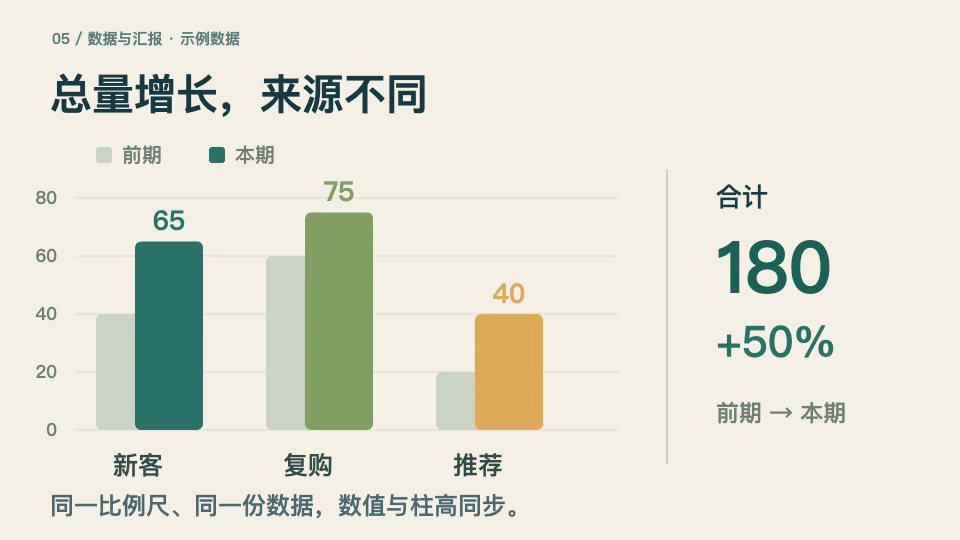 05 / 数据与汇报 · 示例数据
总量增长，来源不同
前期 本期
80
60
40
20
0
65
75
40
新客 复购 推荐
合计
180
+50%
前期 → 本期
同一比例尺、同一份数据，数值与柱高同步。